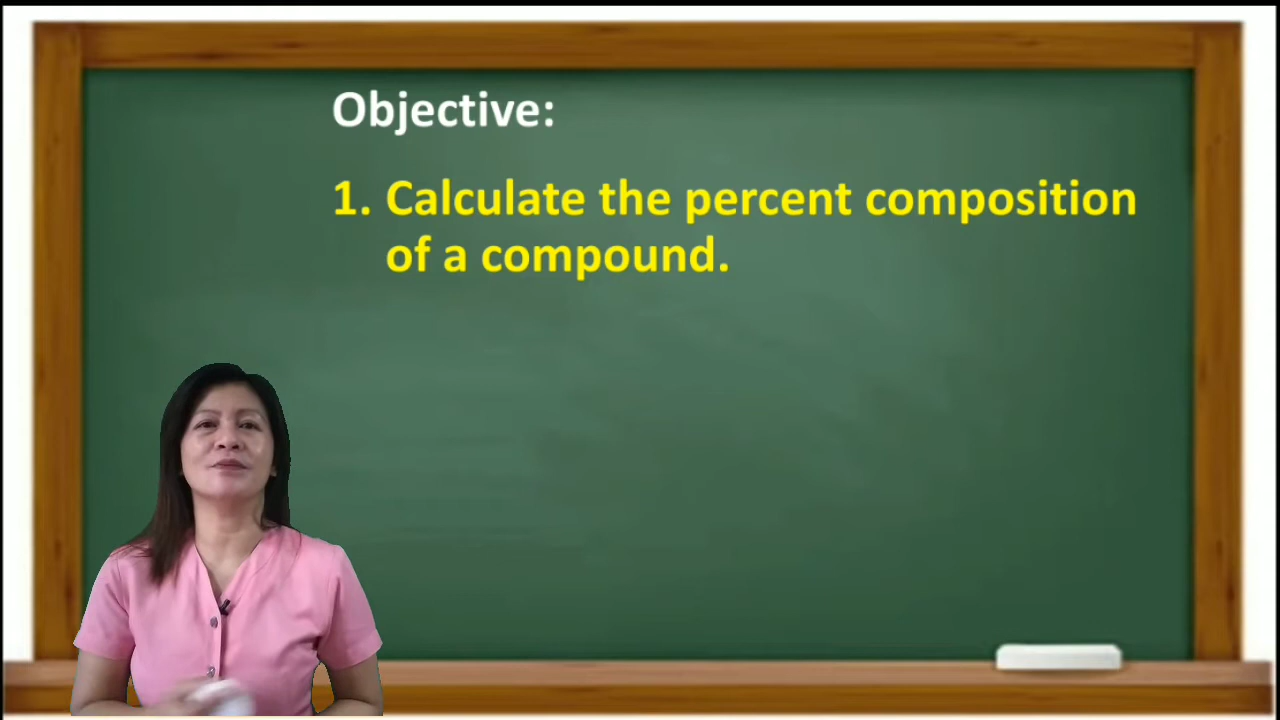 Objective:
1. Calculate the percent composition
of a compound.